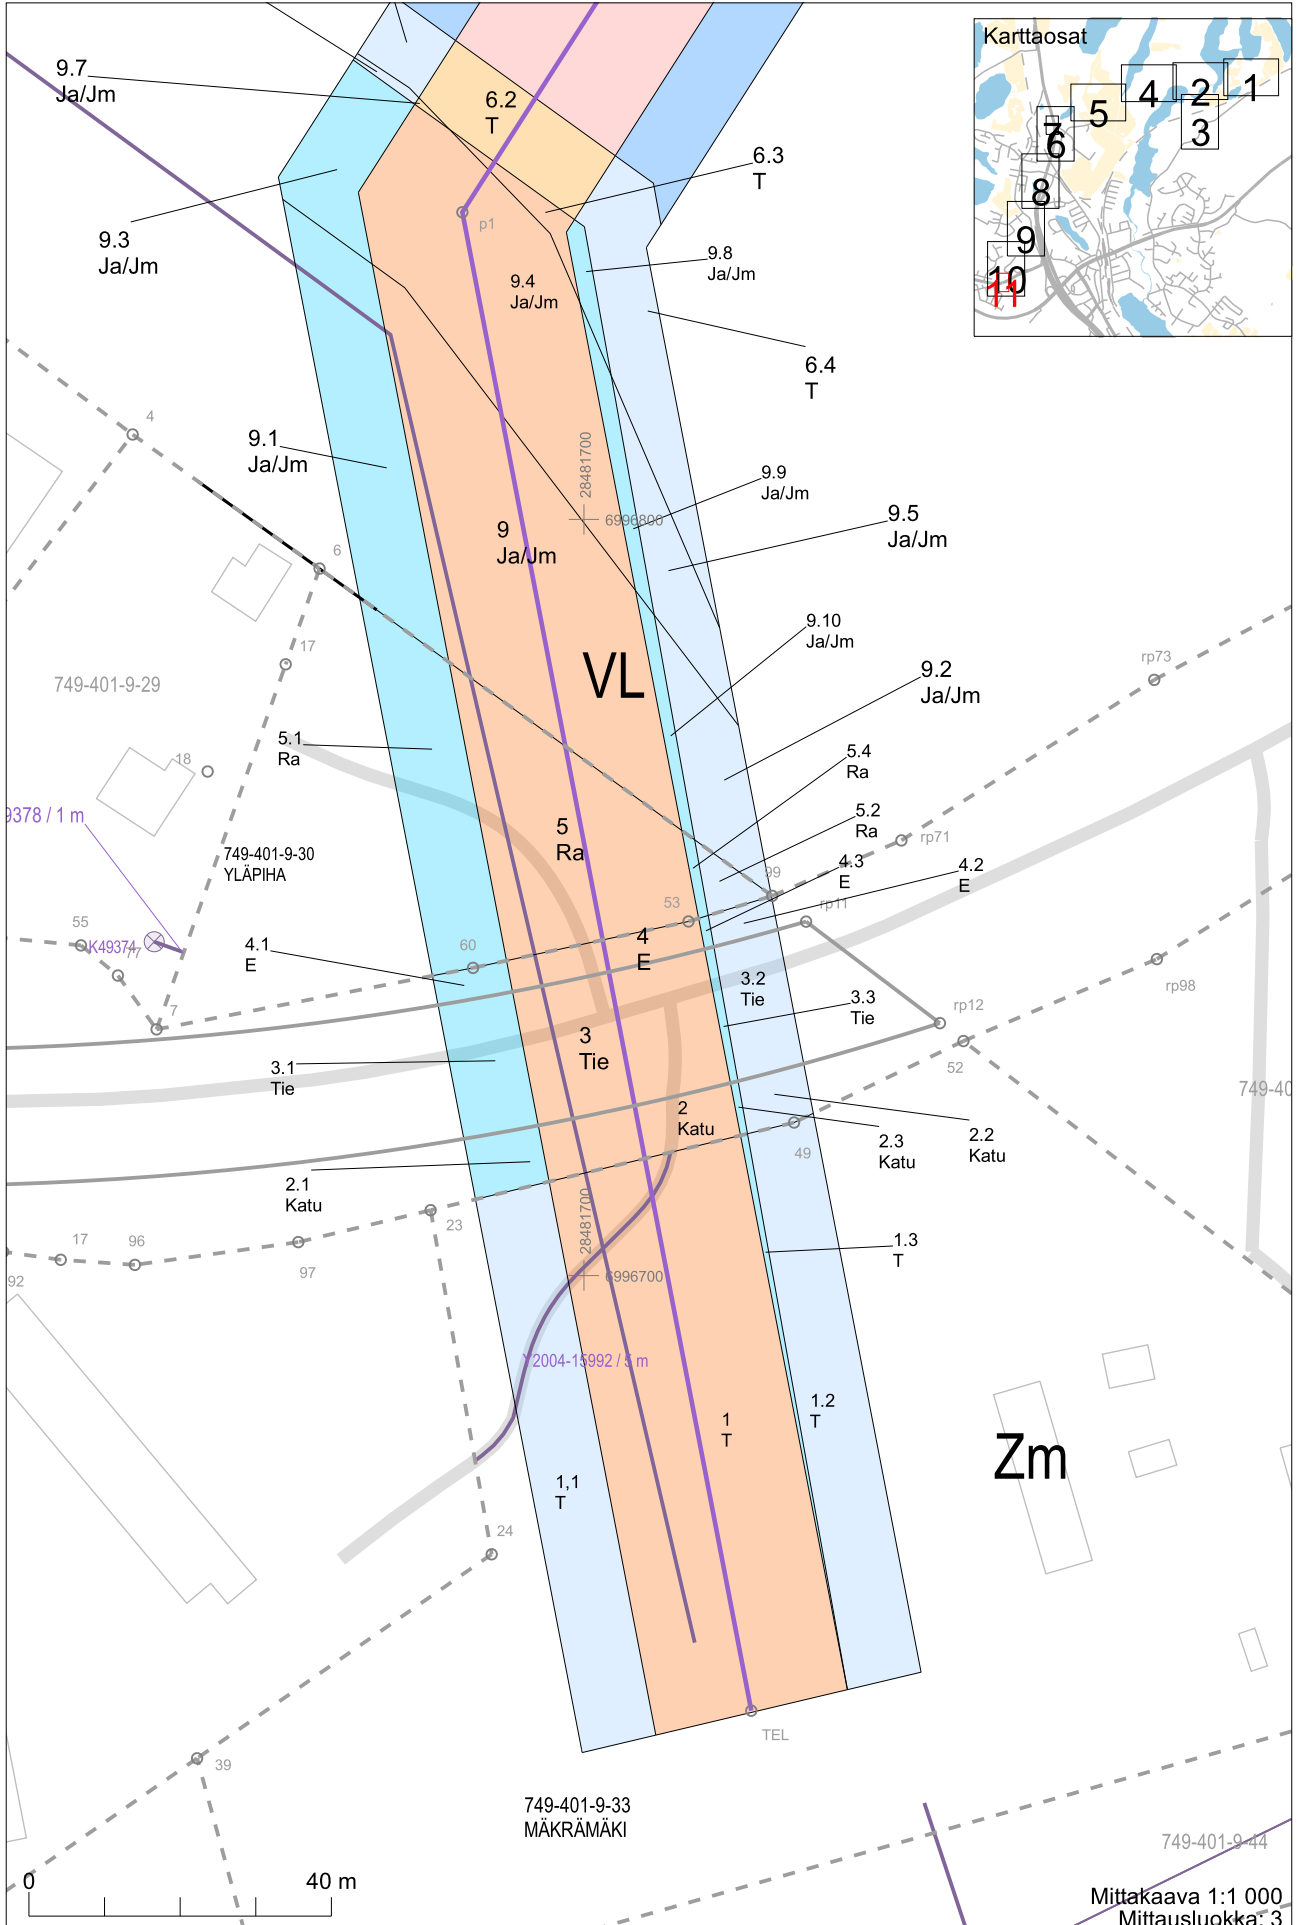 Karttaosat
1
2
3
4
5
7
6
8
9
10
11
9.7
Ja/Jm
6.2
T
6.3
T
p1
9.3
Ja/Jm
9.4
Ja/Jm
9.8
Ja/Jm
6.4
T
4
9.1
Ja/Jm
28481700
6996800
9.9
Ja/Jm
9.5
Ja/Jm
9
Ja/Jm
6
17
9.10
Ja/Jm
VL
9.2
Ja/Jm
rp73
749-401-9-29
5.1
Ra
18
5.4
Ra
9378 / 1 m
5
Ra
5.2
Ra
rp71
749-401-9-30
YLÄPIHA
4.3
E
4.2
E
99
rp11
53
55
K49374
77
4.1
E
60
4
E
3.2
Tie
3.3
Tie
rp12
rp98
7
3
Tie
3.1
Tie
52
749-40
2
Katu
2.3
Katu
2.2
Katu
49
2.1
Katu
28481700
6996700
23
17
96
97
92
1.3
T
Y2004-15992 / 5 m
1
T
1.2
T
Zm
1,1
T
24
TEL
39
749-401-9-33
MÄKRÄMÄKI
749-401-9-44
0
40 m
Mittakaava 1:1 000
Mittausluokka: 3